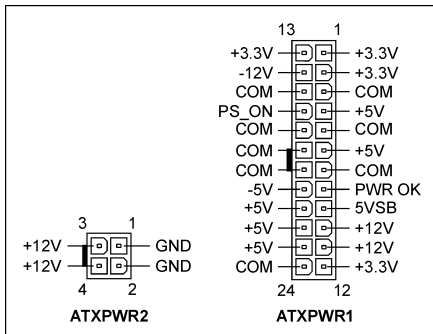 13 1
+3.3V +3.3V
-12V +3.3V
COM COM
PS_ON +5V
COM COM
COM +5V
COM COM
-5V PWR OK
+5V 5VSB
+5V +12V
+5V +12V
COM +3.3V
24 12
ATXPWR1
3 1
+12V GND
+12V GND
4 2
ATXPWR2